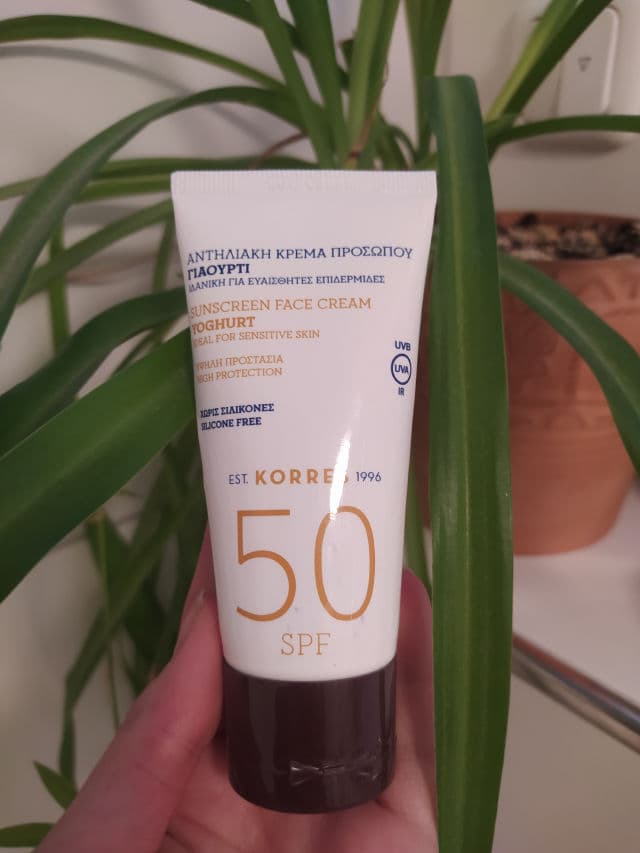 ΑΝΤΗΛΙΑΚΗ ΚΡΕΜΑ ΠΡΟΣΩΠΟΥ
ΓΙΑΟΥΡΤΙ
ΙΔΑΝΙΚΗ ΓΙΑ ΕΥΑΙΣΘΗΤΕΣ ΕΠΙΔΕΡΜΙΔΕΣ
SUNSCREEN FACE CREAM
YOGHURT
IDEAL FOR SENSITIVE SKIN
ΥΨΗΛΗ ΠΡΟΣΤΑΣΙΑ
HIGH PROTECTION
UVB
UVA
IR
ΧΩΡΙΣ ΣΙΛΙΚΟΝΕΣ
SILICONE FREE
EST. KORRES 1996
50
SPF